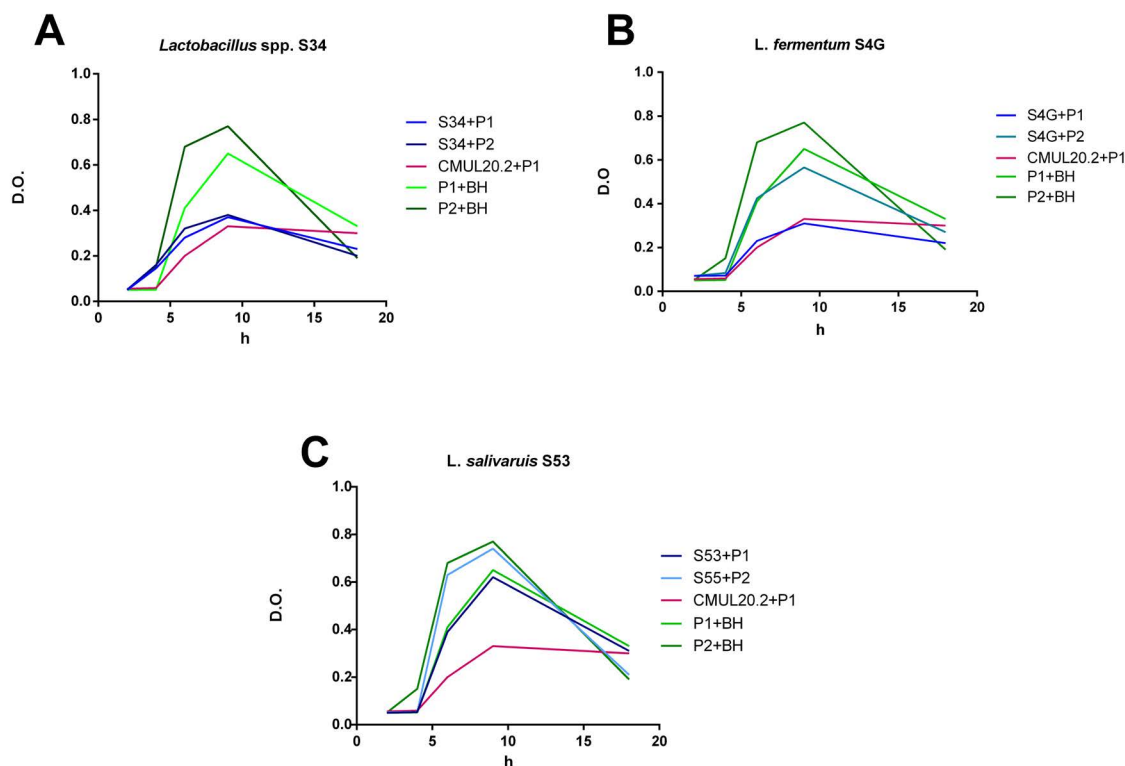 A
Lactobacillus spp. S34
1.0
0.8
0.6
0.4
0.2
0.0
D.O.
0
5
10
15
20
h
S34+P1
S34+P2
CMUL20.2+P1
P1+BH
P2+BH
B
L. fermentum S4G
1.0
0.8
0.6
0.4
0.2
0.0
D.O
0
5
10
15
20
h
S4G+P1
S4G+P2
CMUL20.2+P1
P1+BH
P2+BH
C
L. salivaruis S53
1.0
0.8
0.6
0.4
0.2
0.0
D.O.
0
5
10
15
20
h
S53+P1
S55+P2
CMUL20.2+P1
P1+BH
P2+BH